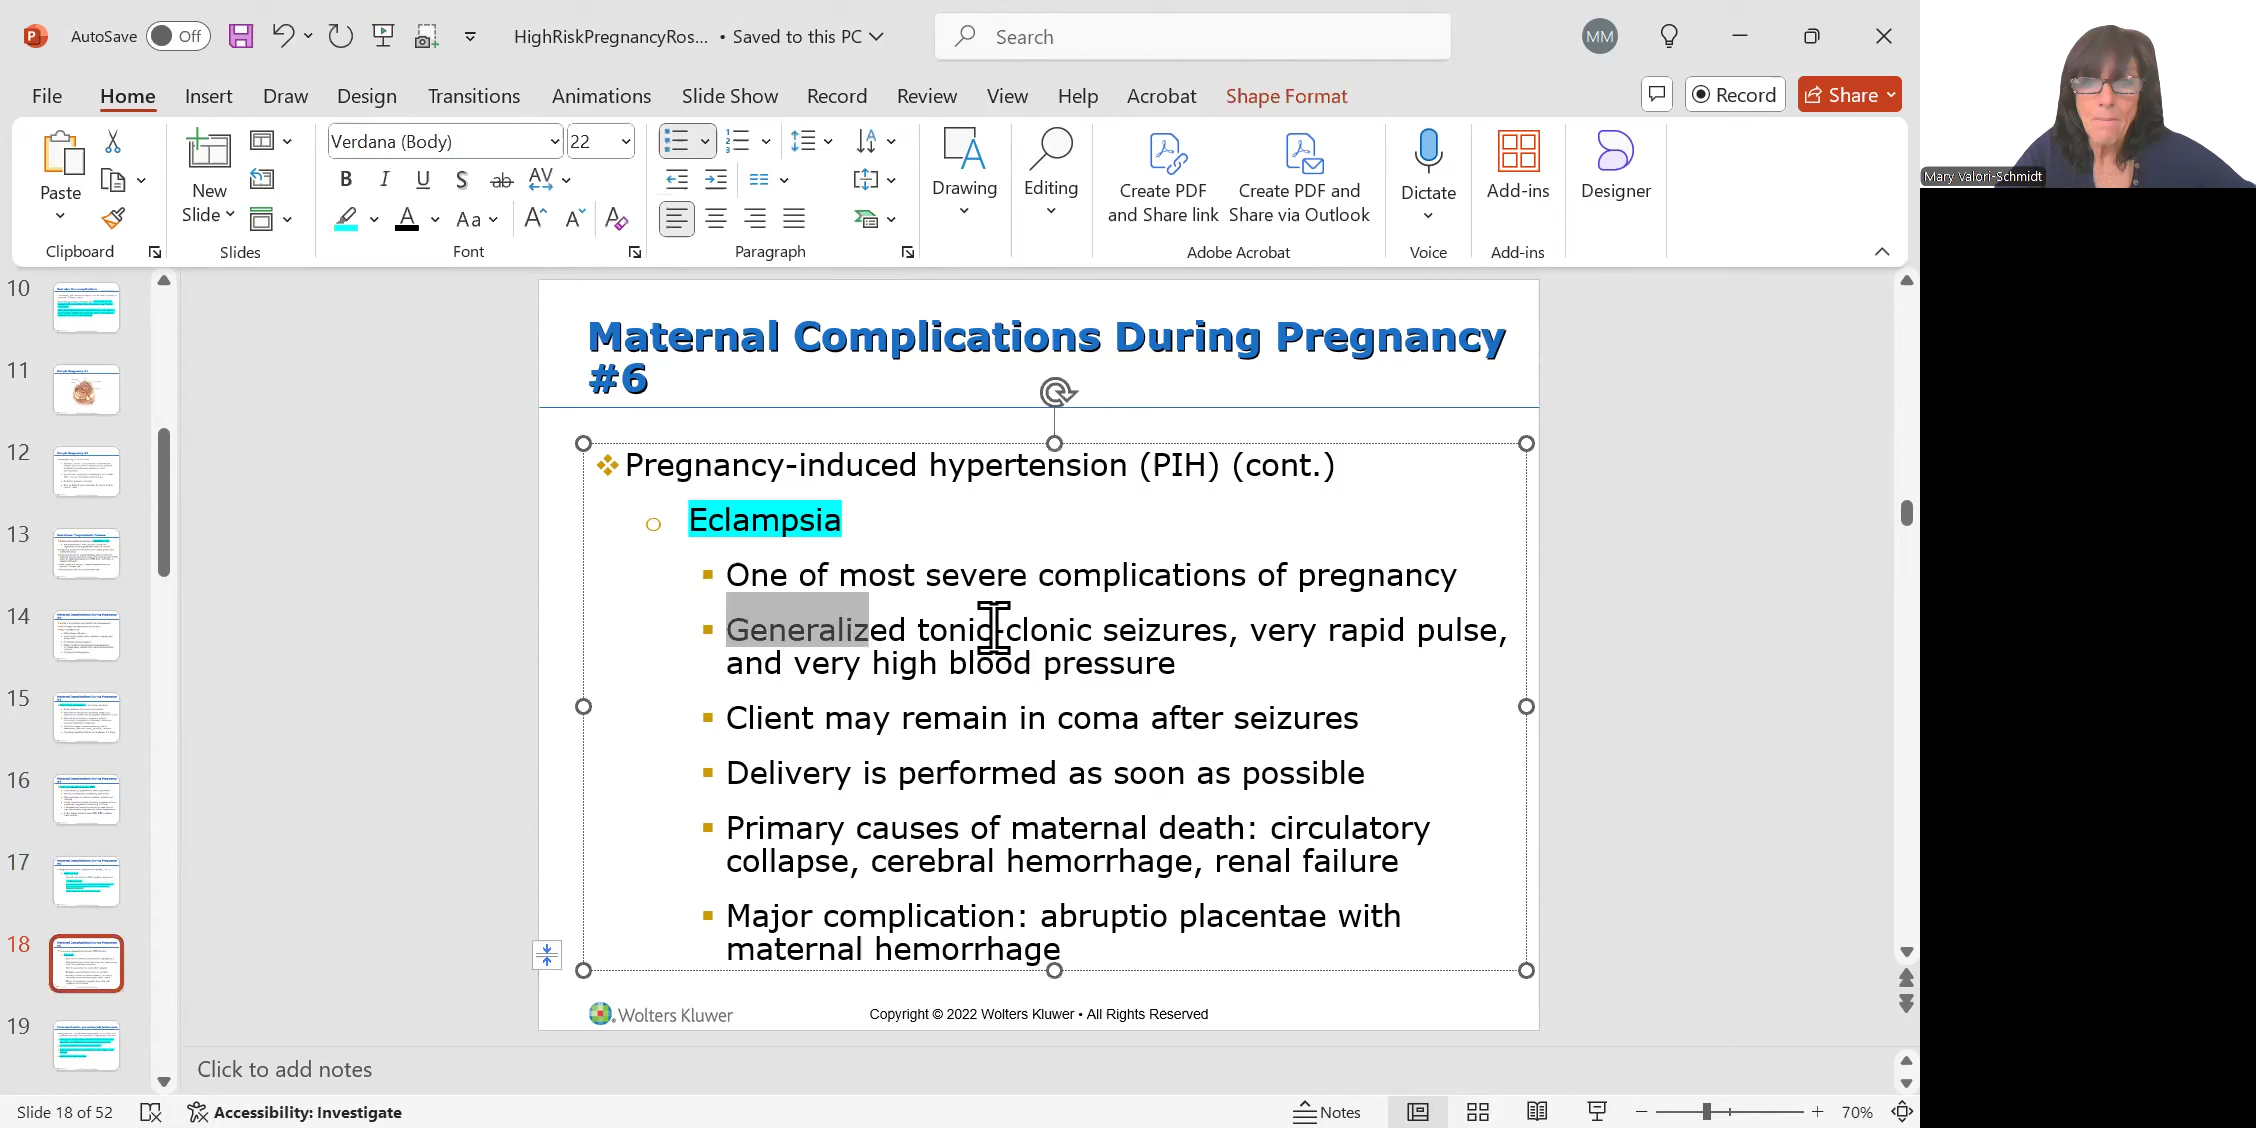 AutoSave Off HighRiskPregnancyRos... • Saved to this PC Search MM
File Home Insert Draw Design Transitions Animations Slide Show Record Review View Help Acrobat Shape Format Record Share
Verdana (Body) 22
Paste New Slide Drawing Editing Create PDF and Share link Create PDF and Share via Outlook Dictate Add-ins Designer
Clipboard Slides Font Paragraph Adobe Acrobat Voice Add-ins
Mary Valori-Schmidt
10
11
12
13
14
15
16
17
18
19
Maternal Complications During Pregnancy
#6
Pregnancy-induced hypertension (PIH) (cont.)
Eclampsia
One of most severe complications of pregnancy
Generalized tonic-clonic seizures, very rapid pulse,
and very high blood pressure
Client may remain in coma after seizures
Delivery is performed as soon as possible
Primary causes of maternal death: circulatory
collapse, cerebral hemorrhage, renal failure
Major complication: abruptio placentae with
maternal hemorrhage
Wolters Kluwer
Copyright © 2022 Wolters Kluwer • All Rights Reserved
Click to add notes
Slide 18 of 52 Accessibility: Investigate Notes 70%